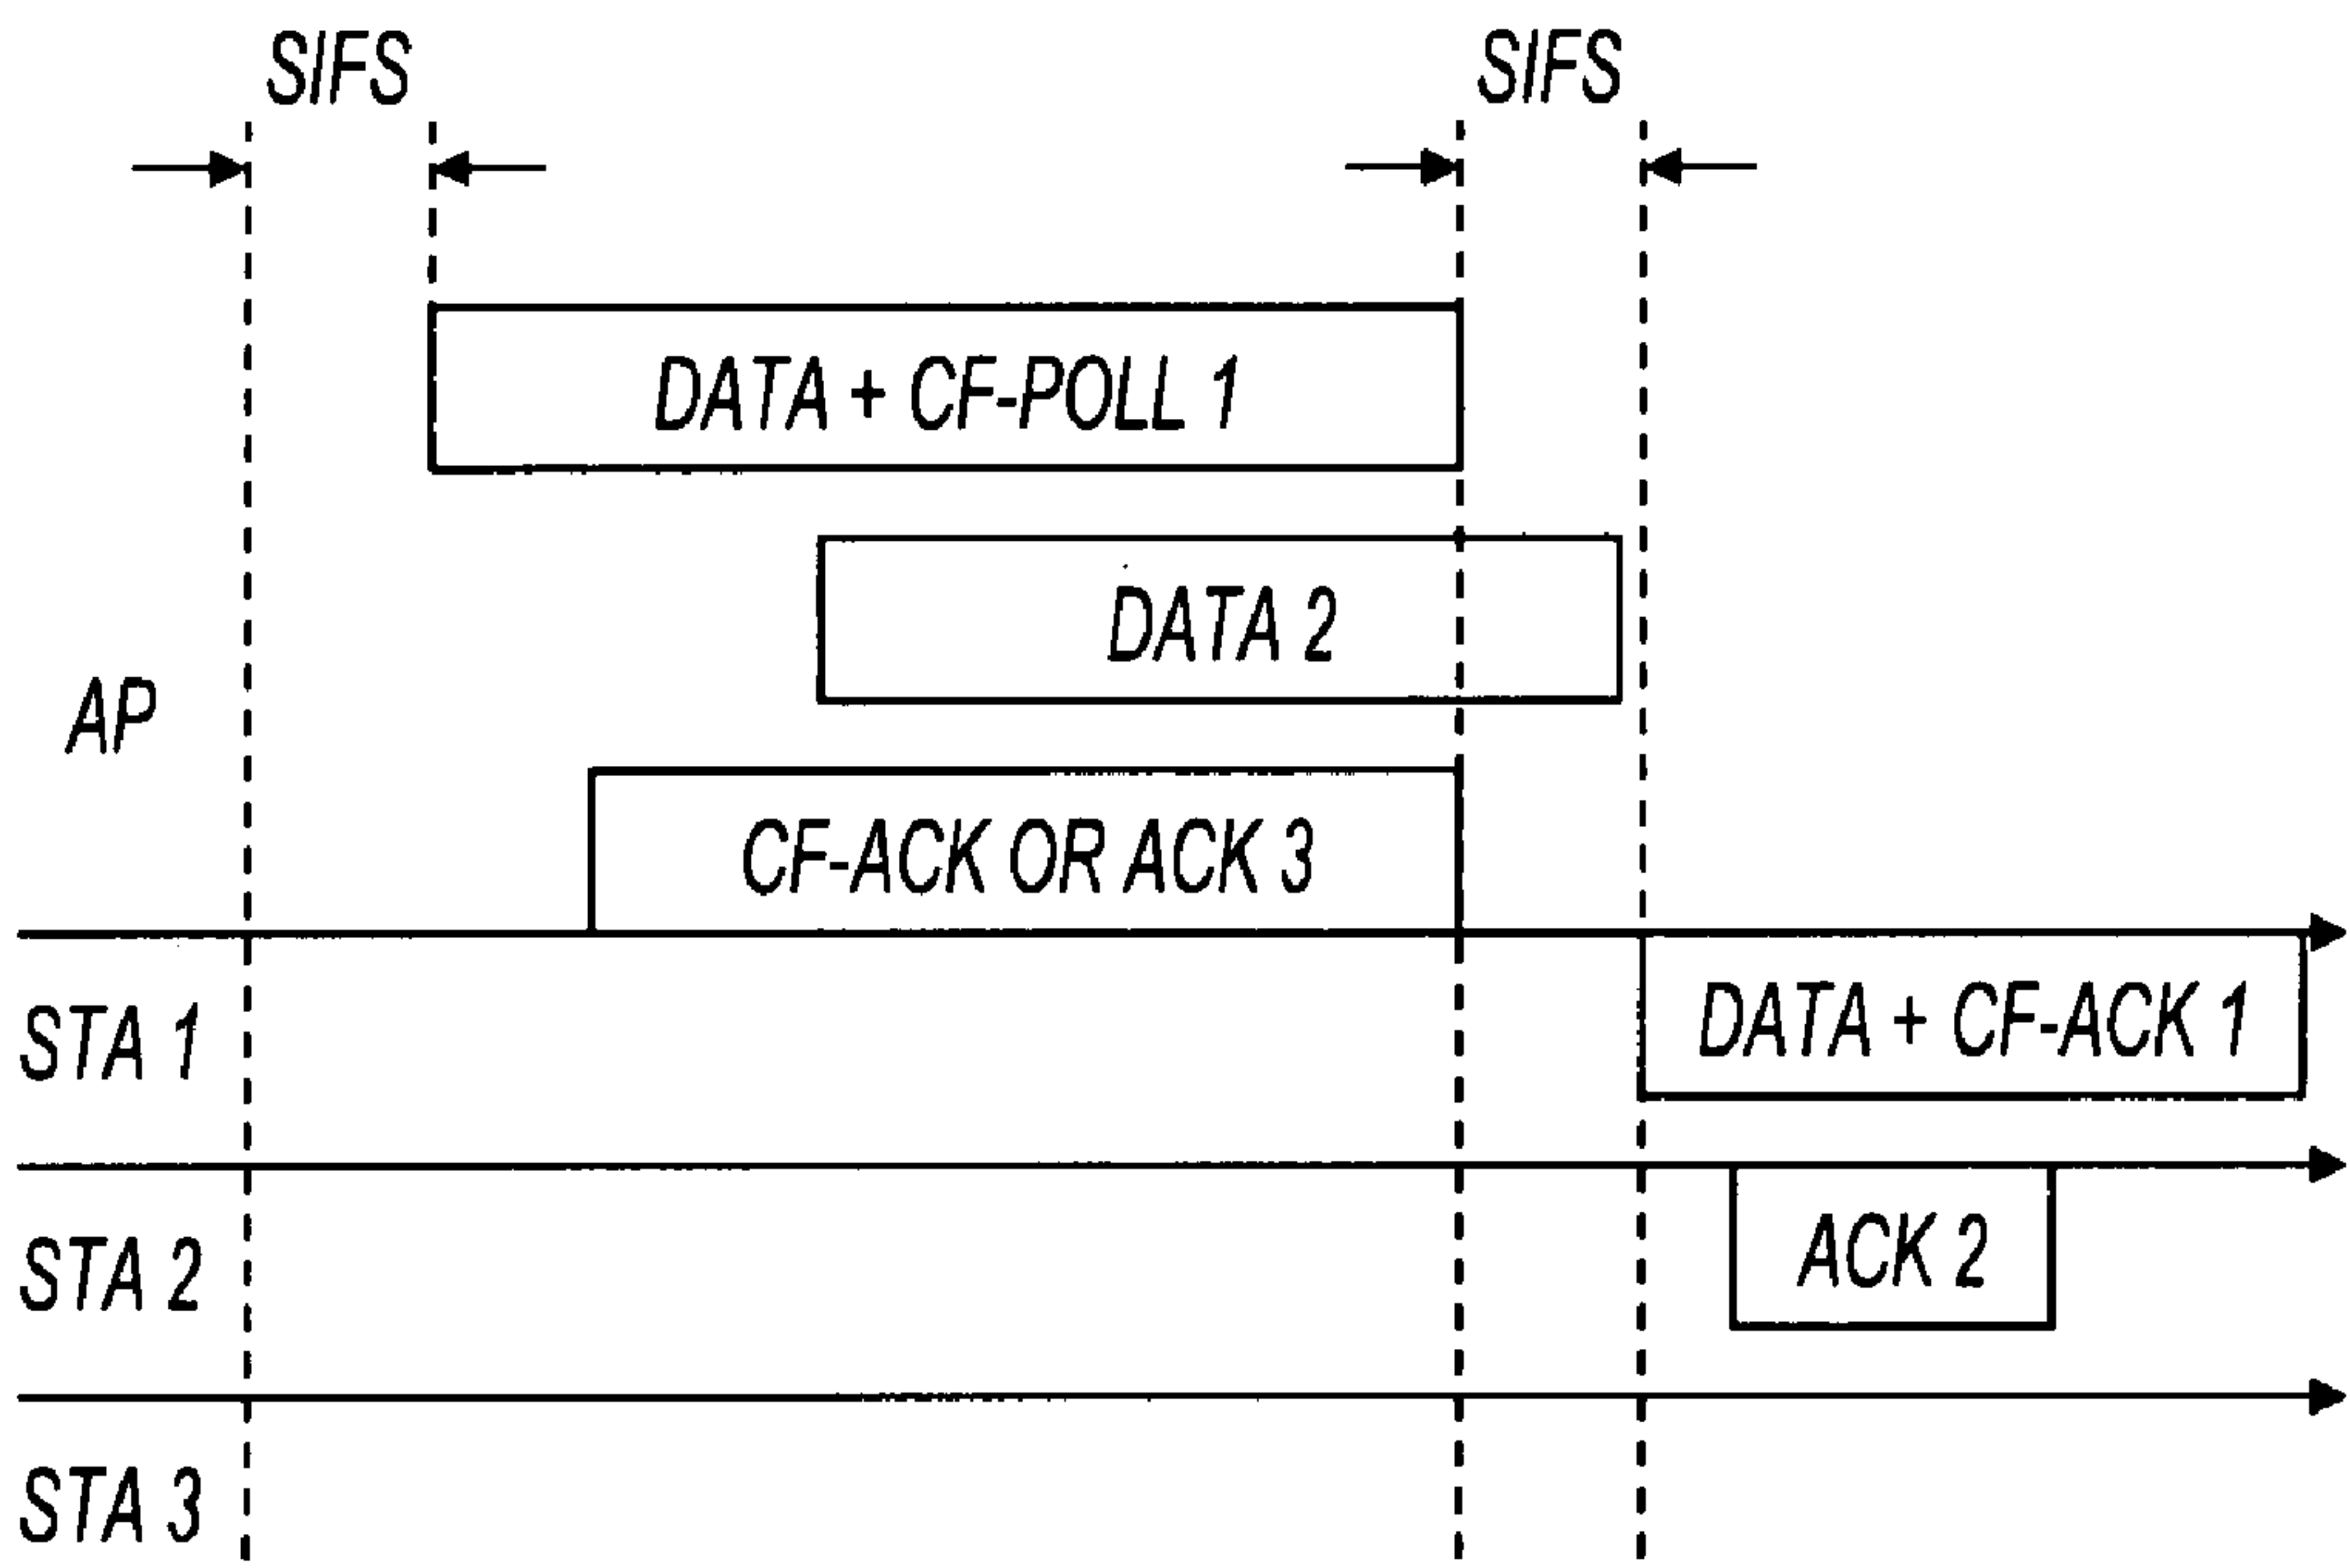 SIFS
SIFS
DATA + CF-POLL 1
DATA 2
AP
CF-ACK OR ACK 3
STA 1
DATA + CF-ACK 1
STA 2
ACK 2
STA 3